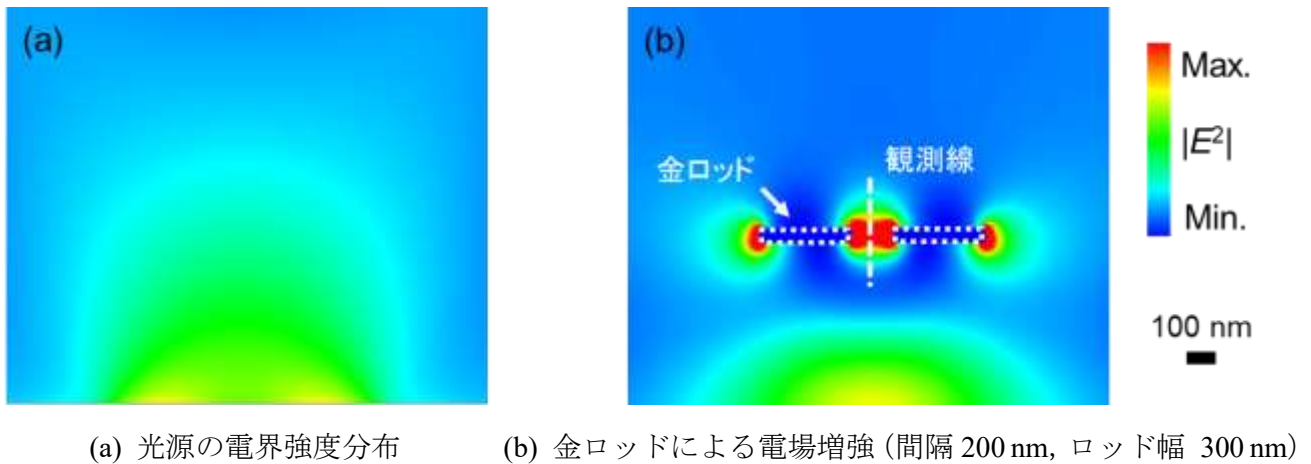 (a)
(b)
金ロッド
観測線
Max.
|E²|
Min.
100 nm
(a) 光源の電界強度分布
(b) 金ロッドによる電場増強（間隔 200 nm, ロッド幅 300 nm）